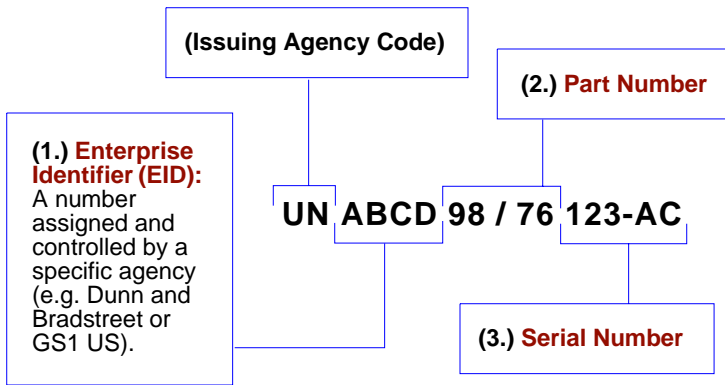 (Issuing Agency Code)
(2.) Part Number
(1.) Enterprise
Identifier (EID):
A number
assigned and
controlled by a
specific agency
(e.g. Dunn and
Bradstreet or
GS1 US).
UN ABCD 98 / 76 123-AC
(3.) Serial Number